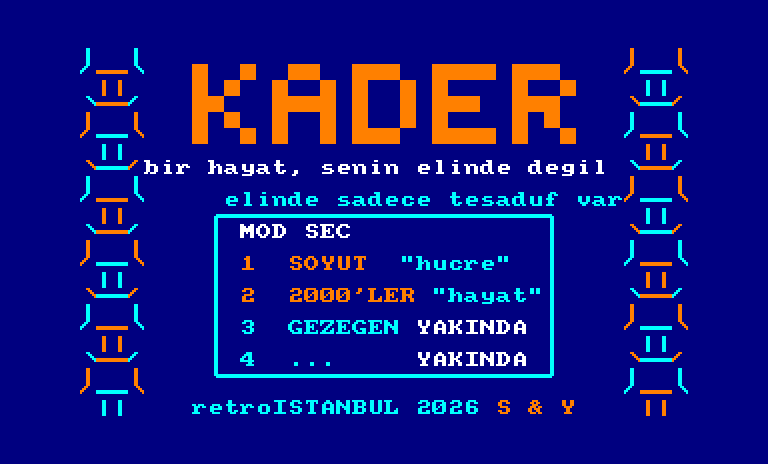 KADER
bir hayat, senin elinde degil
elinde sadece tesaduf var
MOD SEC
1 SOYUT "hucre"
2 2000'LER "hayat"
3 GEZEGEN YAKINDA
4 ... YAKINDA
retroISTANBUL 2026 S & Y